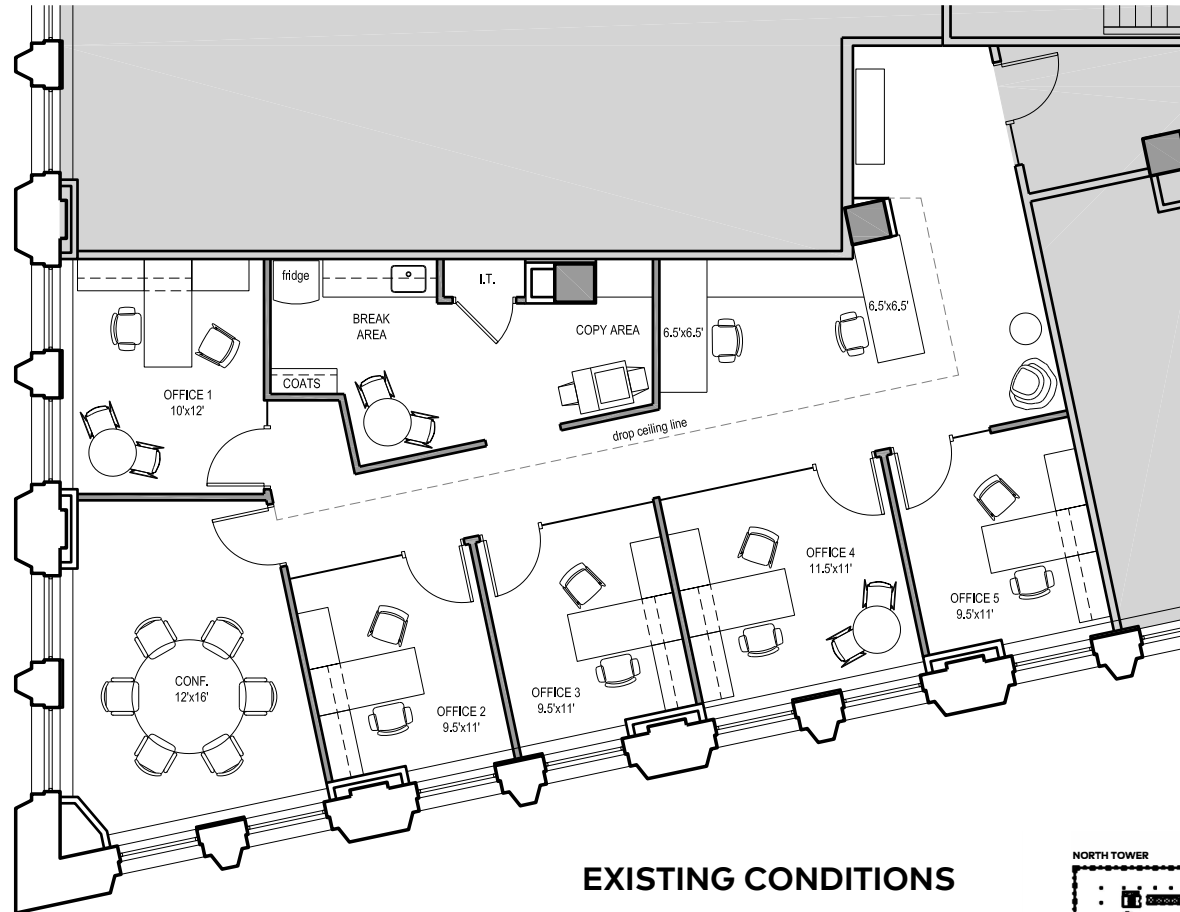 fridge
I.T.
BREAK
AREA
COPY AREA
6.5'x6.5'
6.5'x6.5'
COATS
OFFICE 1
10'x12'
drop ceiling line
OFFICE 4
11.5'x11'
OFFICE 5
9.5'x11'
CONF.
12'x16'
OFFICE 3
9.5'x11'
OFFICE 2
9.5'x11'
EXISTING CONDITIONS
NORTH TOWER